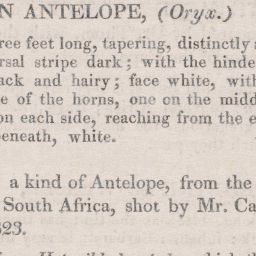 N ANTELOPE, (Oryx.)
ree feet long, tapering, distinctly
rsal stripe dark; with the hinde
ack and hairy; face white, with
e of the horns, one on the midd
on each side, reaching from the e
beneath, white.
a kind of Antelope, from the
South Africa, shot by Mr. Ca
823.